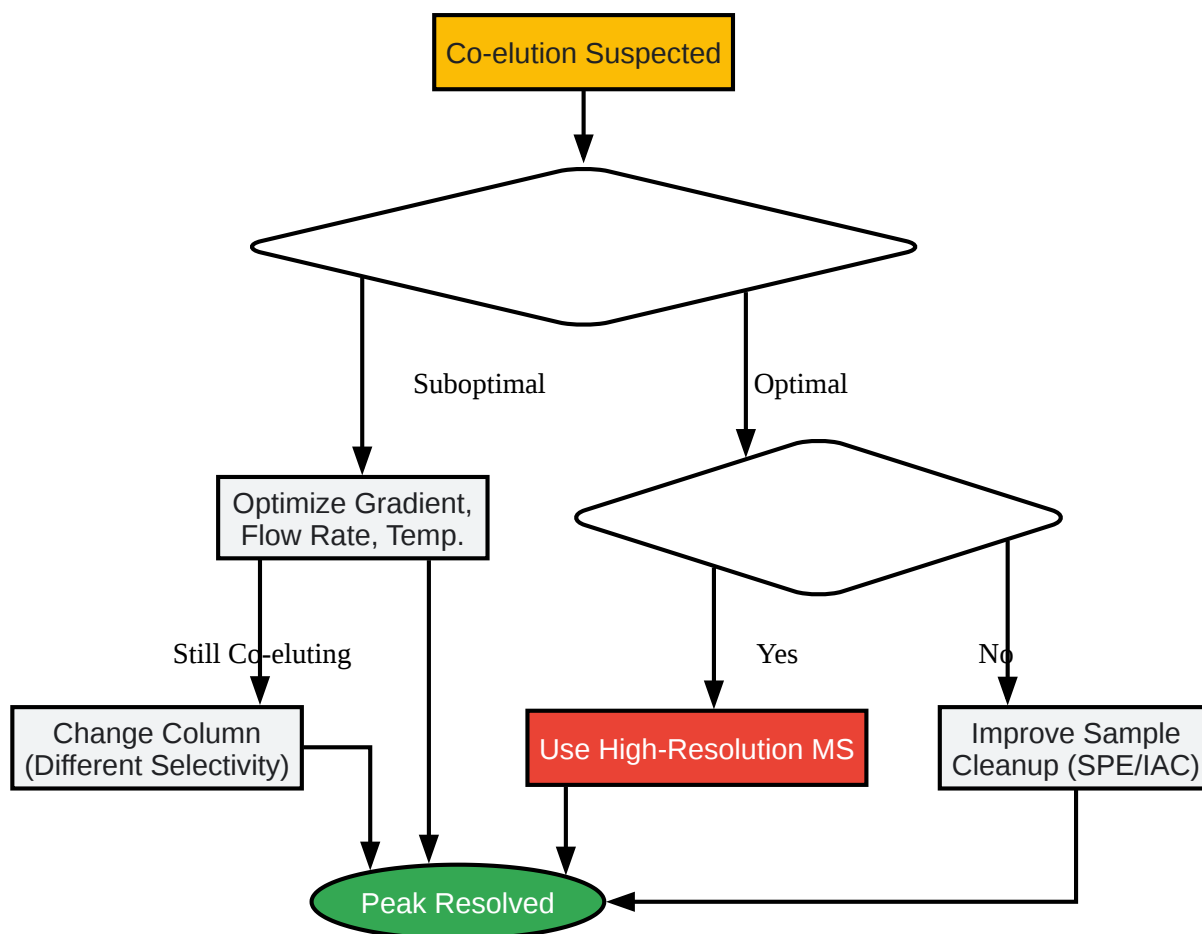 Co-elution Suspected
Suboptimal
Optimal
Optimize Gradient,
Flow Rate, Temp.
Still Co-eluting
Yes
No
Change Column
(Different Selectivity)
Use High-Resolution MS
Improve Sample
Cleanup (SPE/IAC)
Peak Resolved